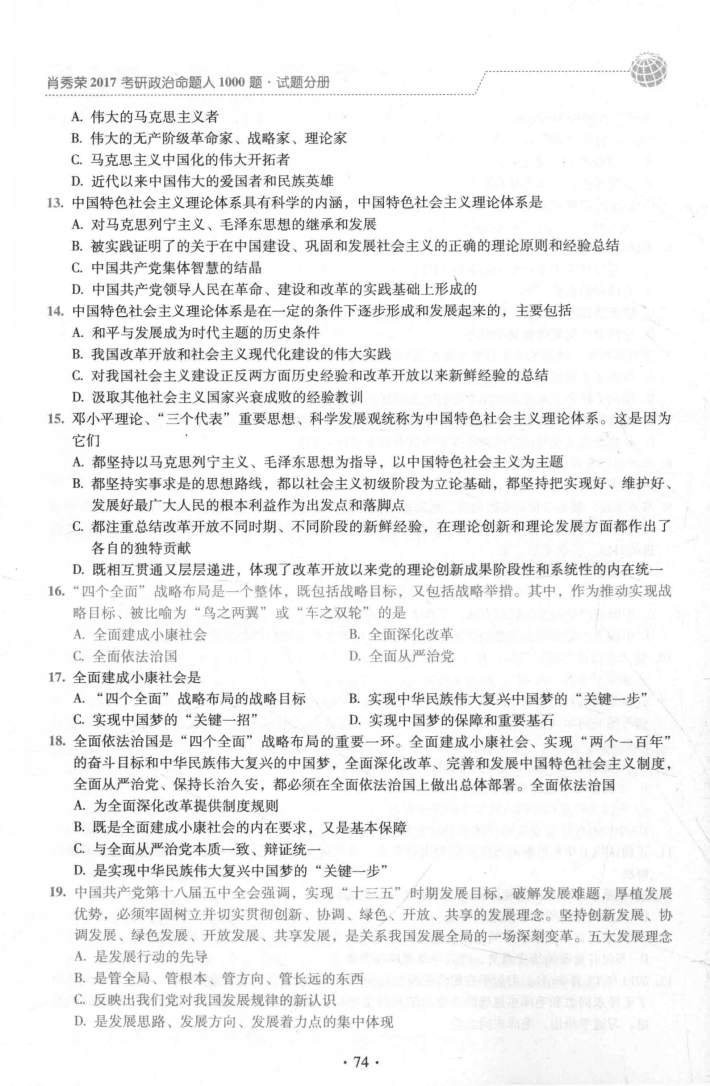 肖秀荣2017考研政治命题人1000题·试题分册
A. 伟大的马克思主义者
B. 伟大的无产阶级革命家、战略家、理论家
C. 马克思主义中国化的伟大开拓者
D. 近代以来中国伟大的爱国者和民族英雄
13. 中国特色社会主义理论体系具有科学的内涵，中国特色社会主义理论体系是
A. 对马克思列宁主义、毛泽东思想的继承和发展
B. 被实践证明了的关于在中国建设、巩固和发展社会主义的正确的理论原则和经验总结
C. 中国共产党集体智慧的结晶
D. 中国共产党领导人民在革命、建设和改革的实践基础上形成的
14. 中国特色社会主义理论体系是在一定的条件下逐步形成和发展起来的，主要包括
A. 和平与发展成为时代主题的历史条件
B. 我国改革开放和社会主义现代化建设的伟大实践
C. 对我国社会主义建设正反两方面历史经验和改革开放以来新鲜经验的总结
D. 汲取其他社会主义国家兴衰成败的经验教训
15. 邓小平理论、“三个代表”重要思想、科学发展观统称为中国特色社会主义理论体系。这是因为
它们
A. 都坚持以马克思列宁主义、毛泽东思想为指导，以中国特色社会主义为主题
B. 都坚持实事求是的思想路线，都以社会主义初级阶段为立论基础，都坚持把实现好、维护好、
发展好最广大人民的根本利益作为出发点和落脚点
C. 都注重总结改革开放不同时期、不同阶段的新鲜经验，在理论创新和理论发展方面都作出了
各自的独特贡献
D. 既相互贯通又层层递进，体现了改革开放以来党的理论创新成果阶段性和系统性的内在统一
16. “四个全面”战略布局是一个整体，既包括战略目标，又包括战略举措。其中，作为推动实现战
略目标、被比喻为“鸟之两翼”或“车之双轮”的是
A. 全面建成小康社会 B. 全面深化改革
C. 全面依法治国 D. 全面从严治党
17. 全面建成小康社会是
A. “四个全面”战略布局的战略目标 B. 实现中华民族伟大复兴中国梦的“关键一步”
C. 实现中国梦的“关键一招” D. 实现中国梦的保障和重要基石
18. 全面依法治国是“四个全面”战略布局的重要一环。全面建成小康社会、实现“两个一百年”
的奋斗目标和中华民族伟大复兴的中国梦，全面深化改革、完善和发展中国特色社会主义制度，
全面从严治党、保持长治久安，都必须在全面依法治国上做出总体部署。全面依法治国
A. 为全面深化改革提供制度规则
B. 既是全面建成小康社会的内在要求，又是基本保障
C. 与全面从严治党本质一致、辩证统一
D. 是实现中华民族伟大复兴中国梦的“关键一步”
19. 中国共产党第十八届五中全会强调，实现“十三五”时期发展目标，破解发展难题，厚植发展
优势，必须牢固树立并切实贯彻创新、协调、绿色、开放、共享的发展理念。坚持创新发展、协
调发展、绿色发展、开放发展、共享发展，是关系我国发展全局的一场深刻变革。五大发展理念
A. 是发展行动的先导
B. 是管全局、管根本、管方向、管长远的东西
C. 反映出我们党对我国发展规律的新认识
D. 是发展思路、发展方向、发展着力点的集中体现
·74·